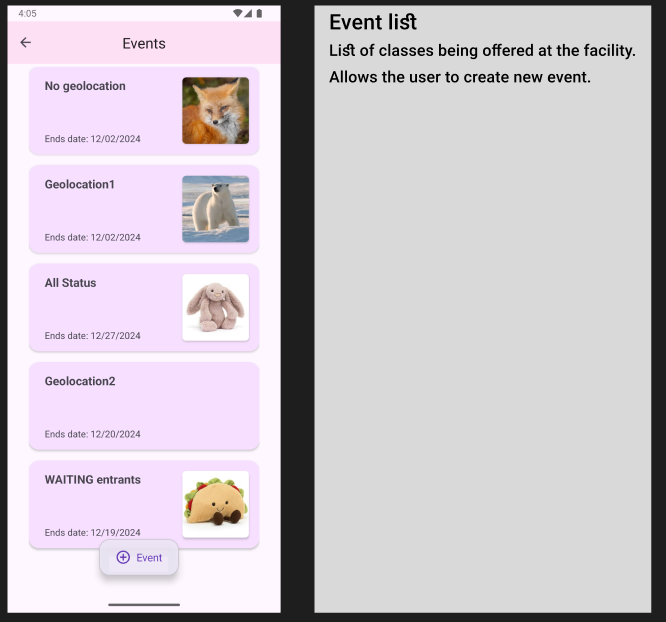 4:05
Events
No geolocation
Ends date: 12/02/2024
Geolocation1
Ends date: 12/02/2024
All Status
Ends date: 12/27/2024
Geolocation2
Ends date: 12/20/2024
WAITING entrants
Ends date: 12/19/2024
Event
Event list
List of classes being offered at the facility.
Allows the user to create new event.